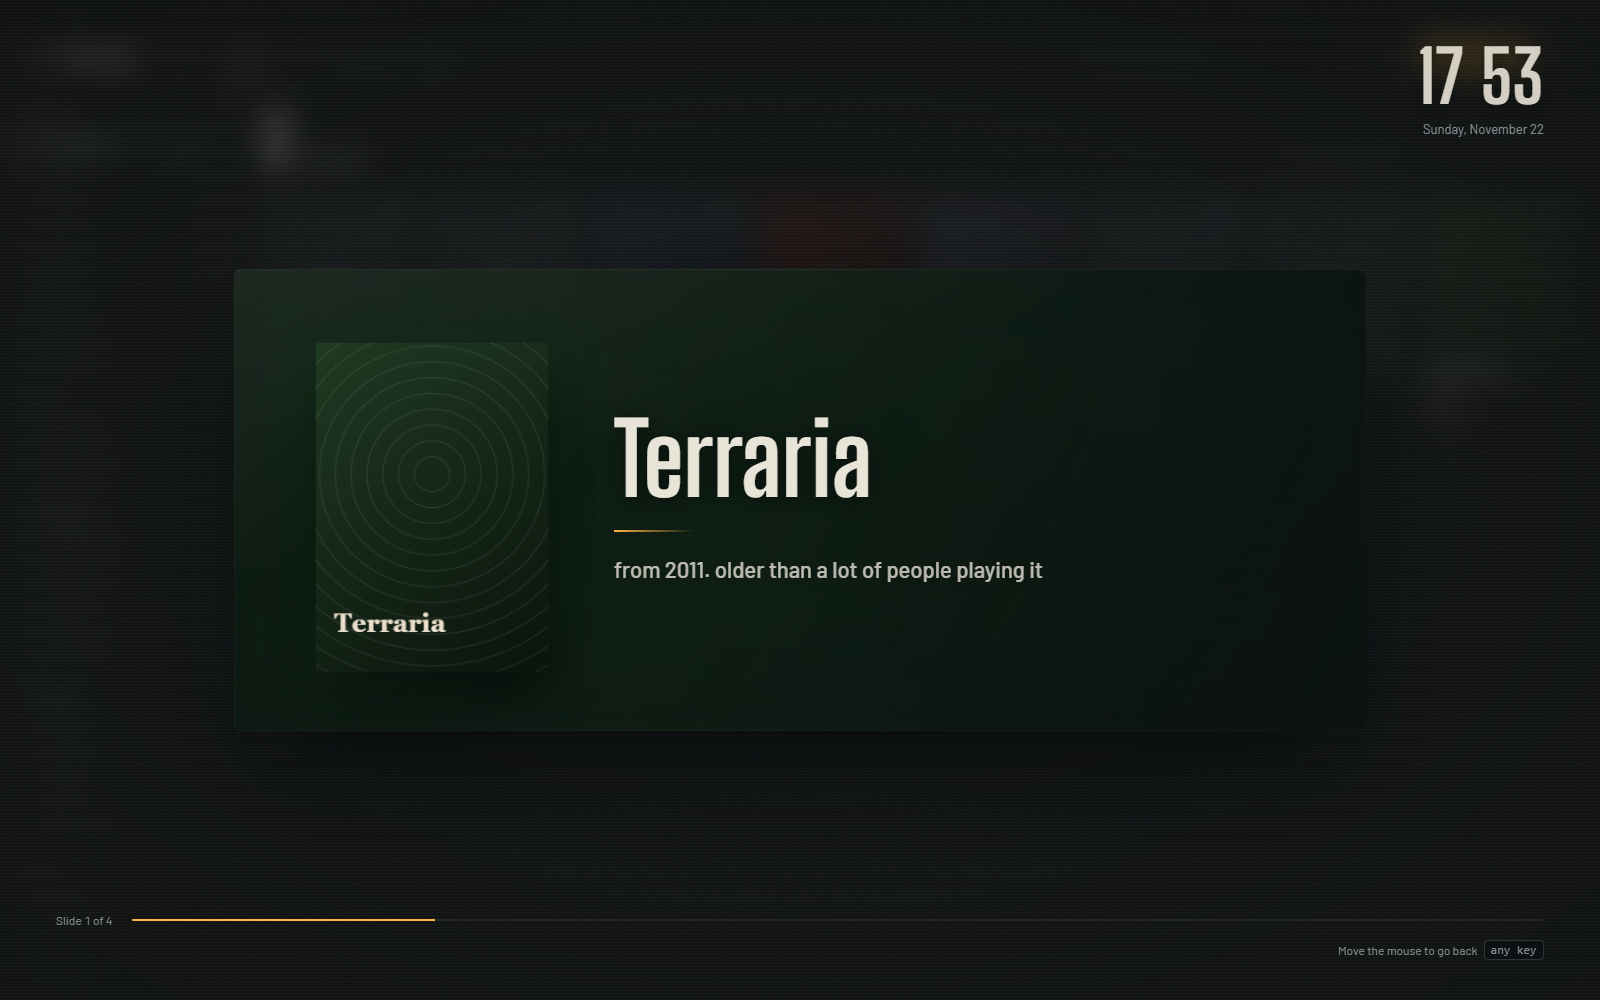 17 53
Sunday, November 22
Terraria
Terraria
from 2011. older than a lot of people playing it
Slide 1 of 4
Move the mouse to go back any key